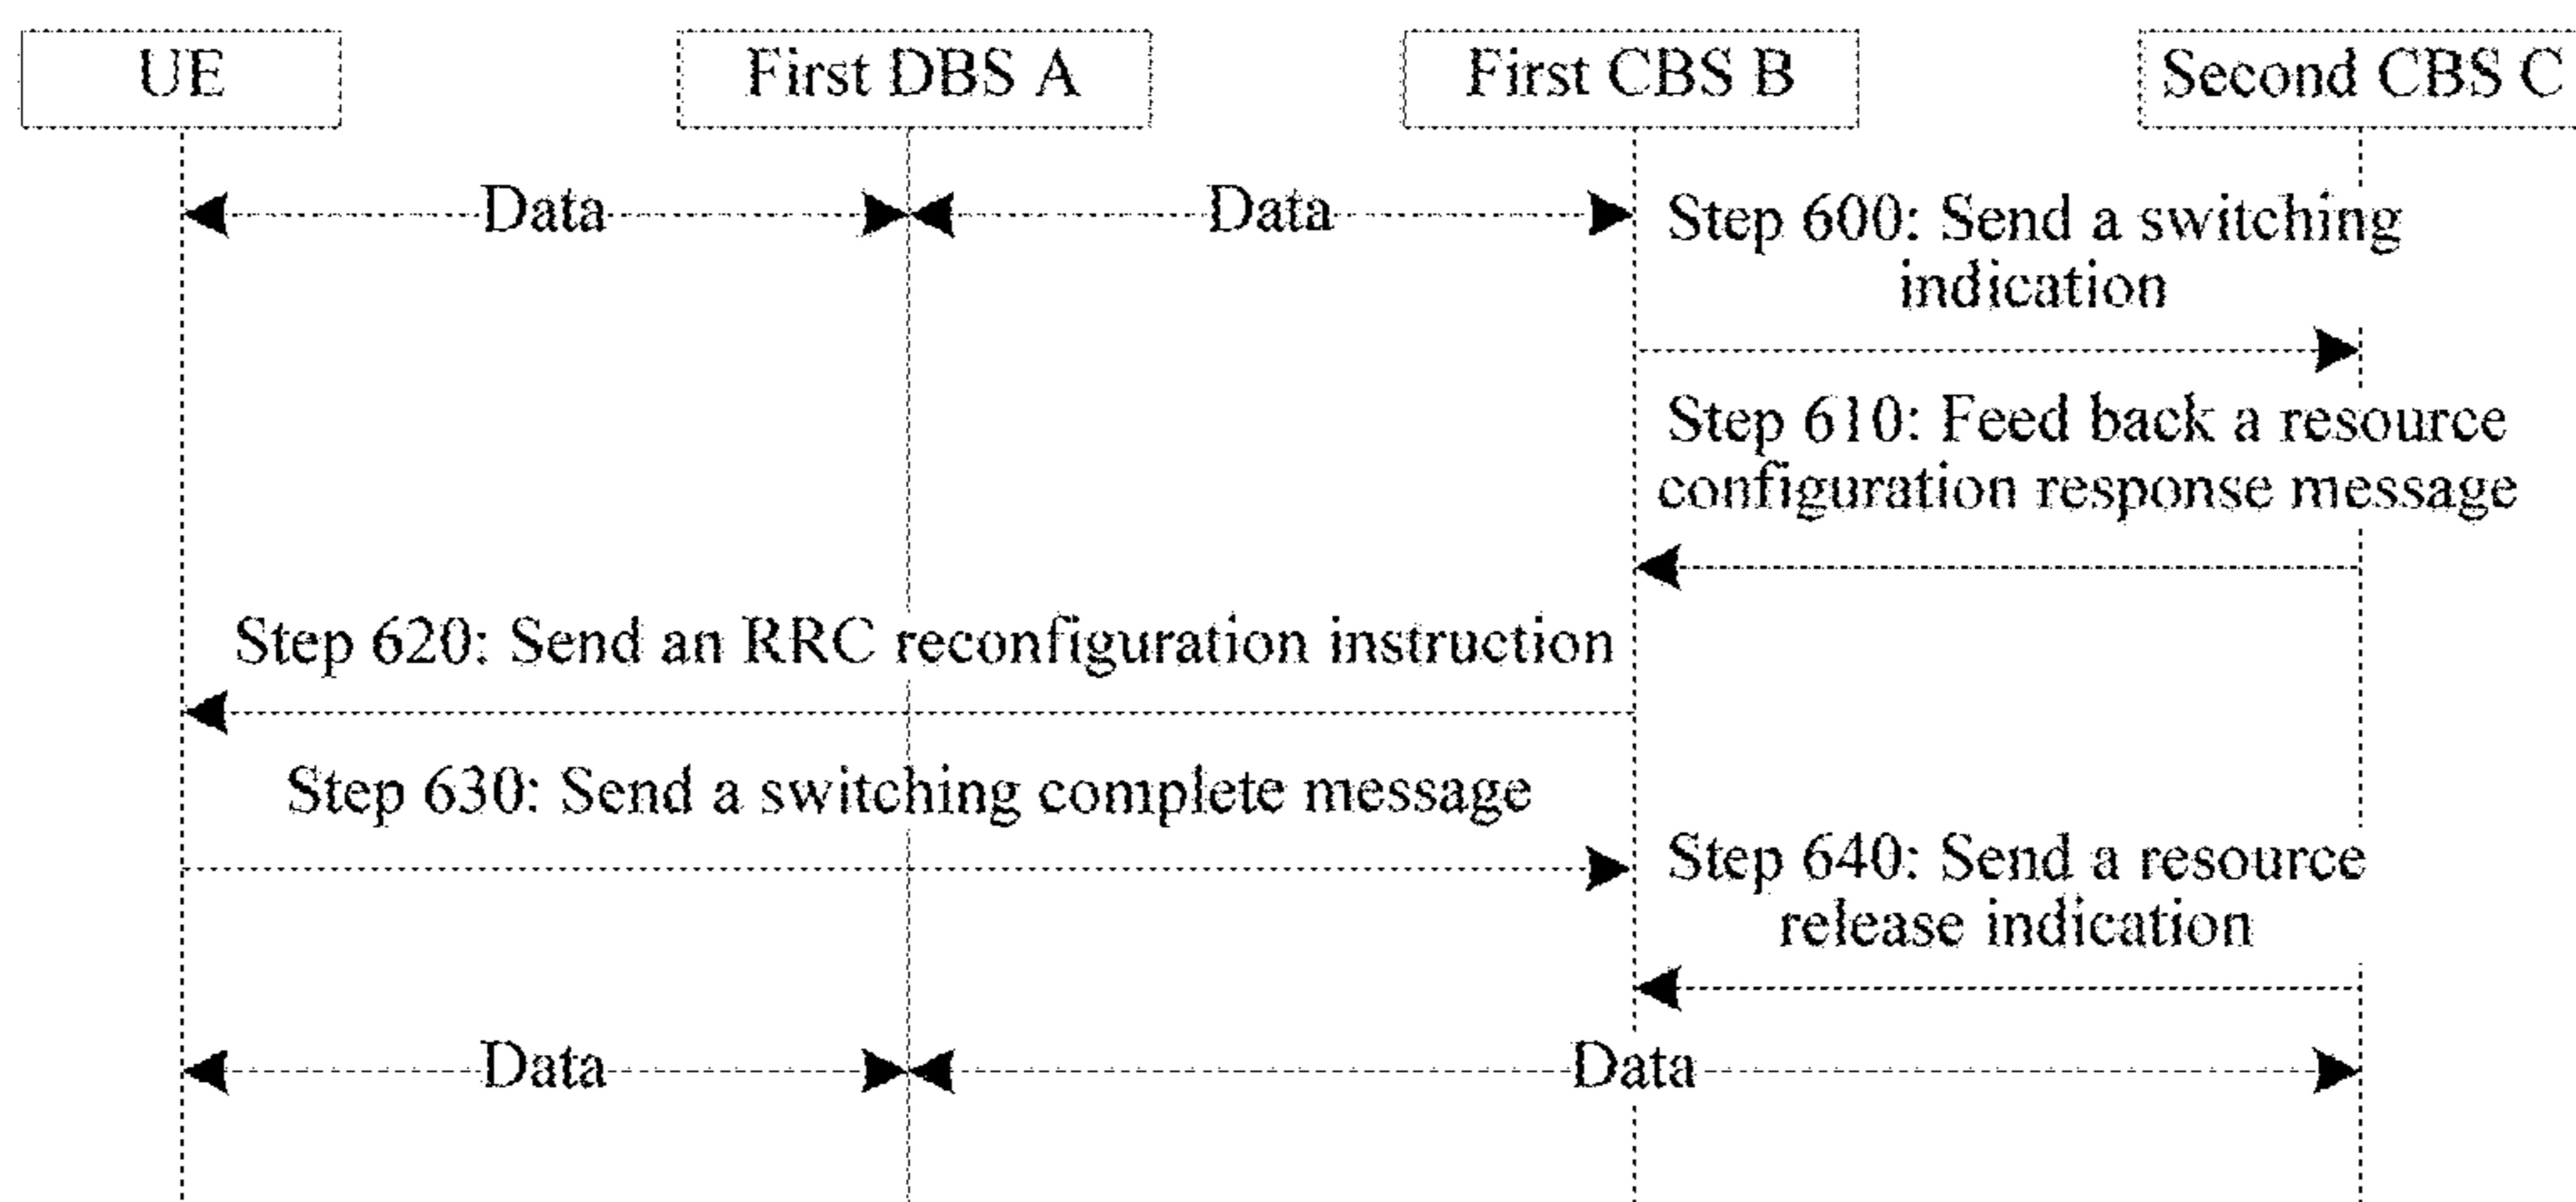 UE
First DBS A
First CBS B
Second CBS C
Data
Data
Step 600: Send a switching
indication
Step 610: Feed back a resource
configuration response message
Step 620: Send an RRC reconfiguration instruction
Step 630: Send a switching complete message
Step 640: Send a resource
release indication
Data
Data